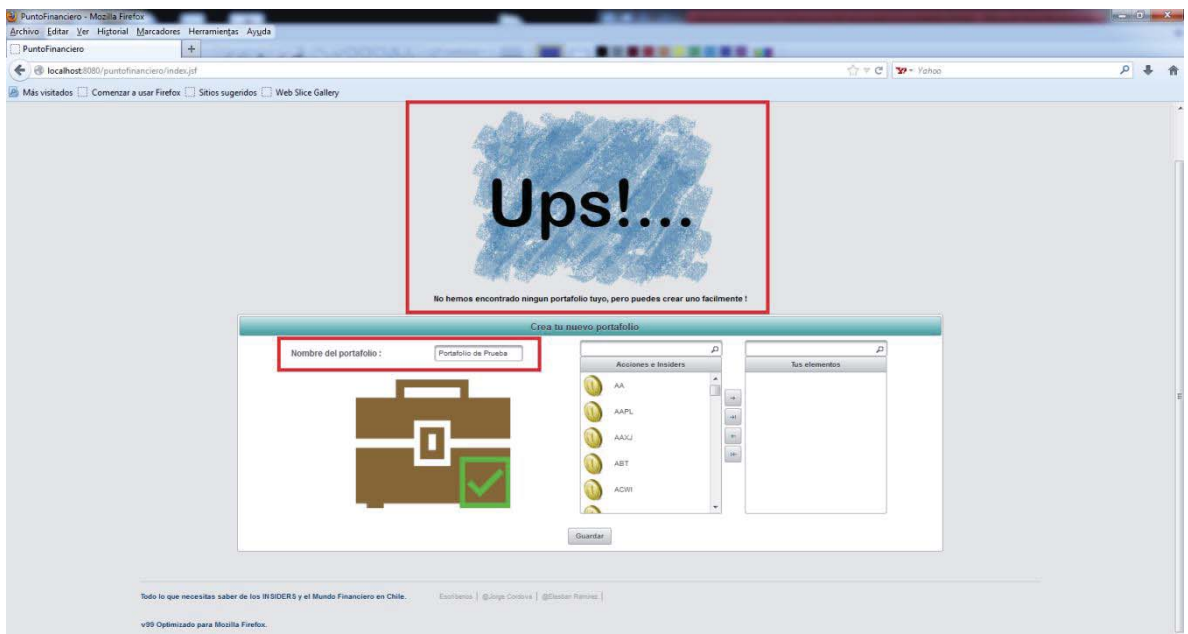 PuntoFinanciero - Mozilla Firefox
Archivo Editar Ver Historial Marcadores Herramientas Ayuda
PuntoFinanciero
localhost:8080/puntofinanciero/index.jsf
Yahoo
Más visitados Comenzar a usar Firefox Sitios sugeridos Web Slice Gallery
Ups!...
No hemos encontrado ningun portafolio tuyo, pero puedes crear uno facilmente !
Crea tu nuevo portafolio
Nombre del portafolio : Portafolio de Prueba
Acciones e Insiders
Tus elementos
AA
AAPL
AAXJ
ABT
ACWI
Guardar
Todo lo que necesitas saber de los INSIDERS y el Mundo Financiero en Chile. Escríbenos | @Jorge Cordova | @Esteban Ramirez |
v99 Optimizado para Mozilla Firefox.